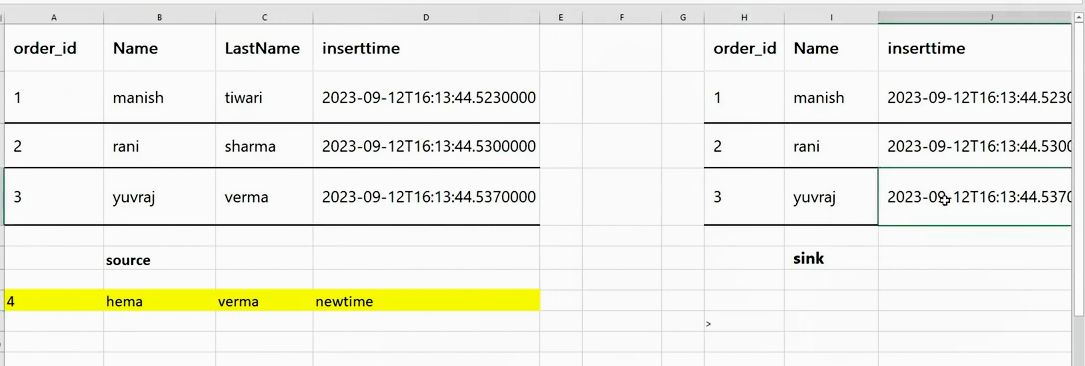 A B C D E F G H I J
order_id Name LastName inserttime order_id Name inserttime
1 manish tiwari 2023-09-12T16:13:44.5230000 1 manish 2023-09-12T16:13:44.5230
2 rani sharma 2023-09-12T16:13:44.5300000 2 rani 2023-09-12T16:13:44.5300
3 yuvraj verma 2023-09-12T16:13:44.5370000 3 yuvraj 2023-09-12T16:13:44.5370
source sink
4 hema verma newtime
>